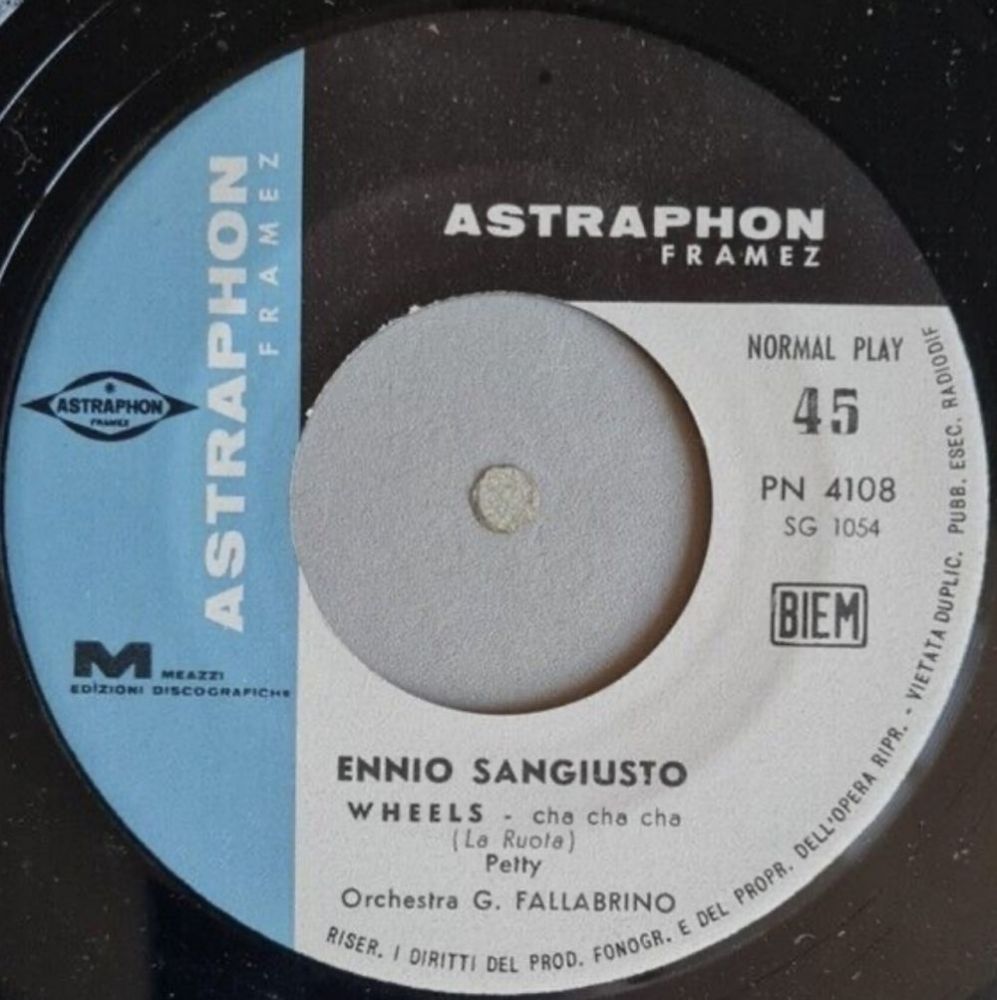 ASTRAPHON
FRAMEZ
ASTRAPHON
FRAMEZ
ASTRAPHON
FRAMEZ
M MEAZZI
EDIZIONI DISCOGRAFICHE
NORMAL PLAY
45
PN 4108
SG 1054
BIEM
ENNIO SANGIUSTO
WHEELS - cha cha cha
(La Ruota)
Petty
Orchestra G. FALLABRINO
RISER. I DIRITTI DEL PROD. FONOGR. E DEL PROPR. DELL'OPERA RIPR. - VIETATA DUPLIC. PUBB. ESEC. RADIODIF